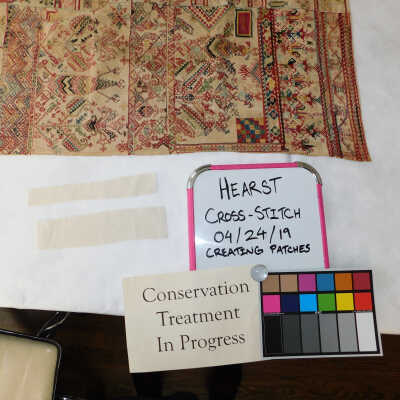 HEARST
CROSS-STITCH
04/24/19
CREATING PATCHES
Conservation
Treatment
In Progress